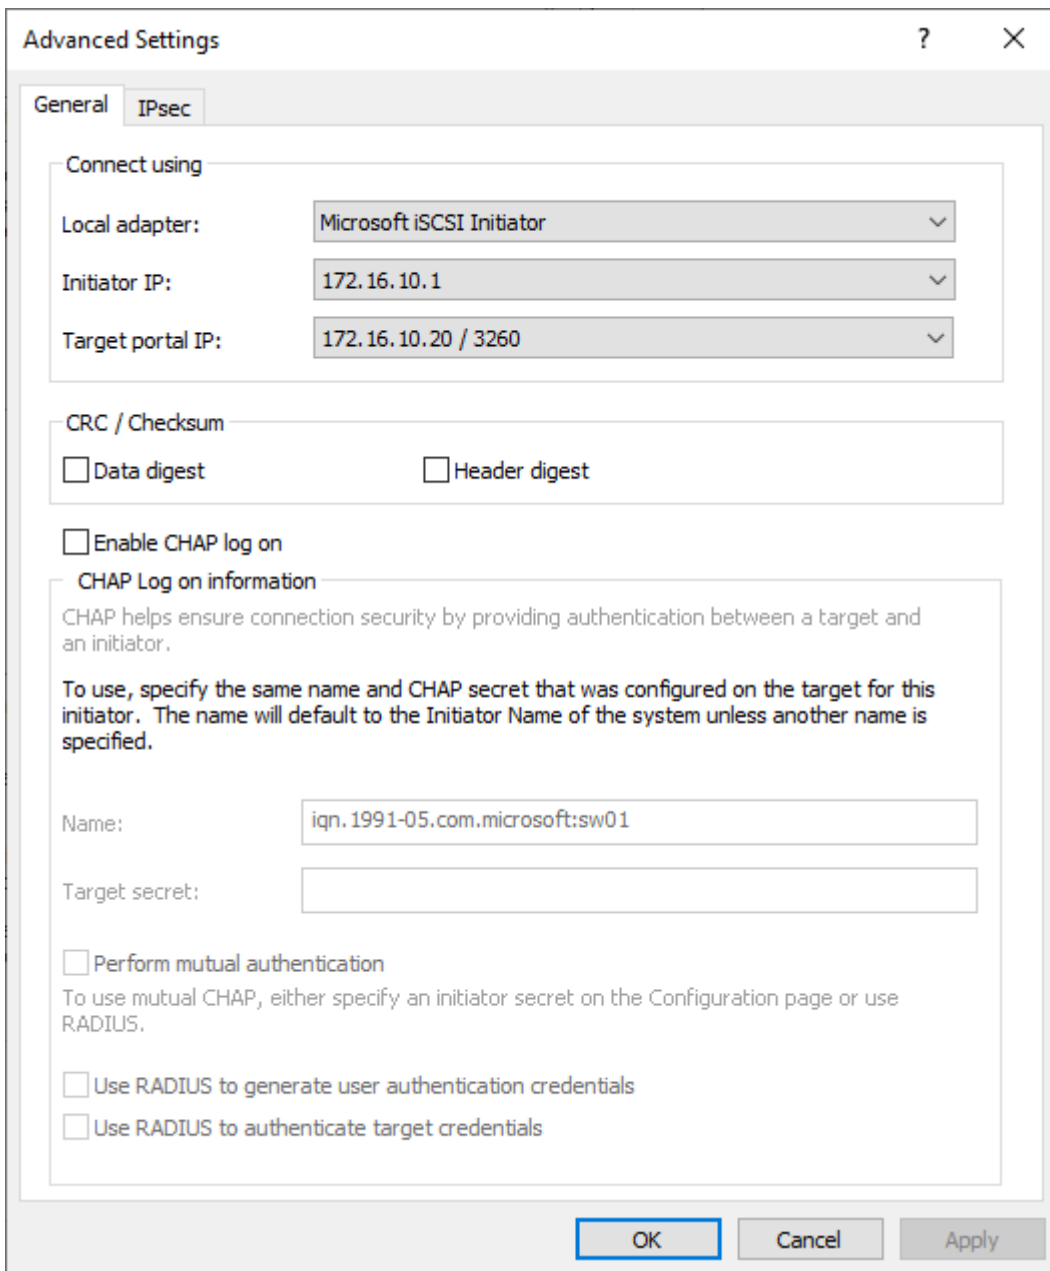 Advanced Settings
?
General
IPsec
Connect using
Local adapter:
Microsoft iSCSI Initiator
Initiator IP:
172.16.10.1
Target portal IP:
172.16.10.20 / 3260
CRC / Checksum
Data digest
Header digest
Enable CHAP log on
CHAP Log on information
CHAP helps ensure connection security by providing authentication between a target and
an initiator.
To use, specify the same name and CHAP secret that was configured on the target for this
initiator.  The name will default to the Initiator Name of the system unless another name is
specified.
Name:
iqn.1991-05.com.microsoft:sw01
Target secret:
Perform mutual authentication
To use mutual CHAP, either specify an initiator secret on the Configuration page or use
RADIUS.
Use RADIUS to generate user authentication credentials
Use RADIUS to authenticate target credentials
OK
Cancel
Apply